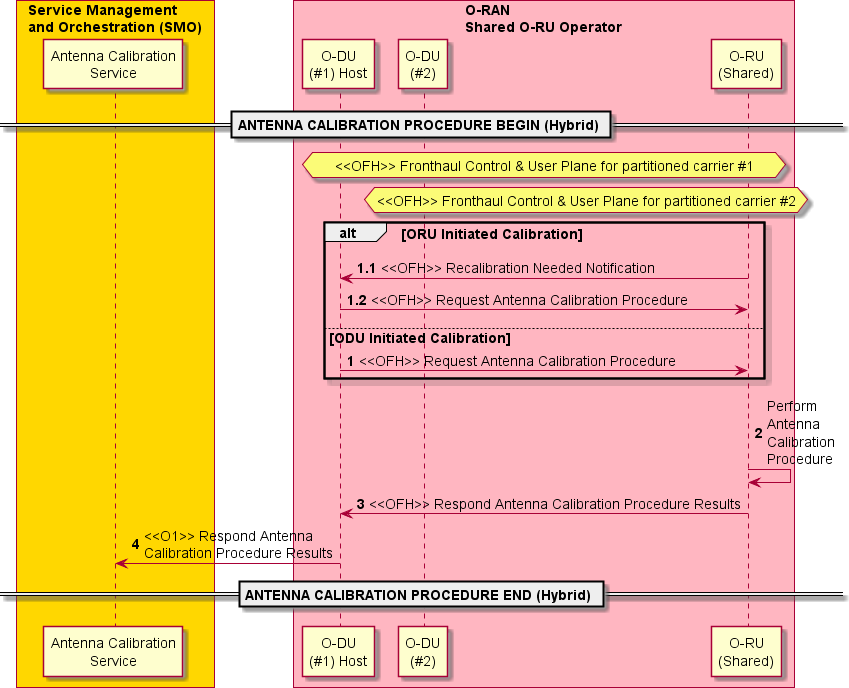 Service Management
and Orchestration (SMO)
O-RAN
Shared O-RU Operator
Antenna Calibration
Service
O-DU
(#1) Host
O-DU
(#2)
O-RU
(Shared)
ANTENNA CALIBRATION PROCEDURE BEGIN (Hybrid)
<<OFH>> Fronthaul Control & User Plane for partitioned carrier #1
<<OFH>> Fronthaul Control & User Plane for partitioned carrier #2
alt [ORU Initiated Calibration]
1.1 <<OFH>> Recalibration Needed Notification
1.2 <<OFH>> Request Antenna Calibration Procedure
[ODU Initiated Calibration]
1 <<OFH>> Request Antenna Calibration Procedure
2 Perform
Antenna
Calibration
Procedure
3 <<OFH>> Respond Antenna Calibration Procedure Results
4 <<O1>> Respond Antenna
Calibration Procedure Results
ANTENNA CALIBRATION PROCEDURE END (Hybrid)
Antenna Calibration
Service
O-DU
(#1) Host
O-DU
(#2)
O-RU
(Shared)